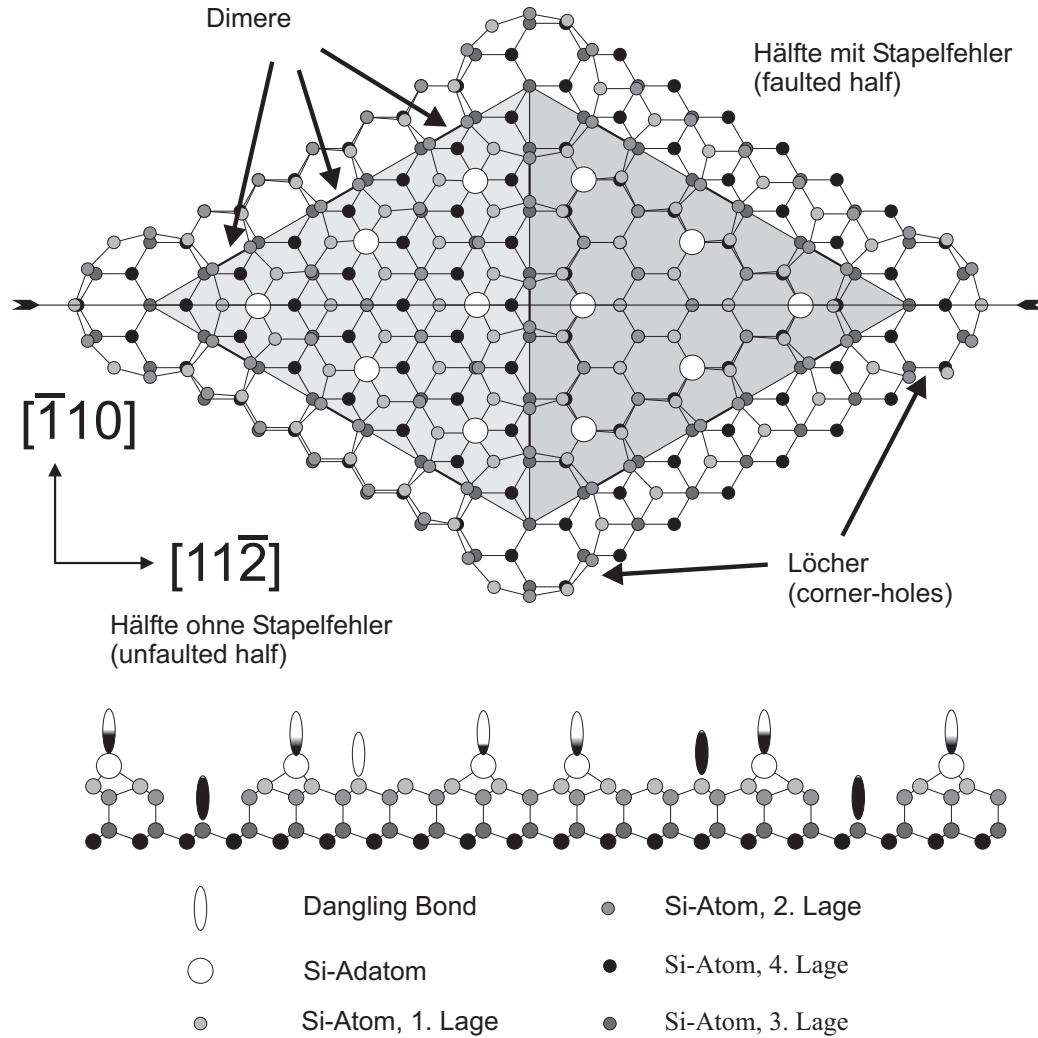 Dimere
Hälfte mit Stapelfehler
(faulted half)
[1̅10]
[112̅]
Löcher
(corner-holes)
Hälfte ohne Stapelfehler
(unfaulted half)
Dangling Bond
Si-Adatom
Si-Atom, 1. Lage
Si-Atom, 2. Lage
Si-Atom, 4. Lage
Si-Atom, 3. Lage